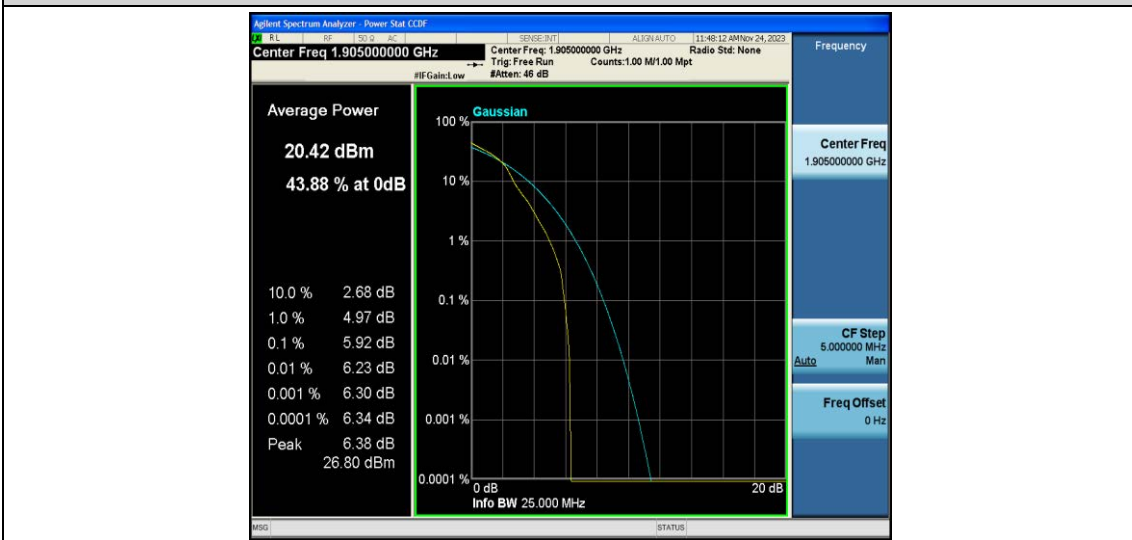 Agilent Spectrum Analyzer - Power Stat CCDF
LXI RL RF 50 Ω AC SENSE:INT ALIGN AUTO 11:48:12 AM Nov 24, 2023
Center Freq 1.905000000 GHz
Center Freq: 1.905000000 GHz Radio Std: None
Trig: Free Run Counts:1.00 M/1.00 Mpt
#IFGain:Low #Atten: 46 dB
Average Power
20.42 dBm
43.88 % at 0dB
10.0 % 2.68 dB
1.0 % 4.97 dB
0.1 % 5.92 dB
0.01 % 6.23 dB
0.001 % 6.30 dB
0.0001 % 6.34 dB
Peak 6.38 dB
26.80 dBm
Gaussian
100 %
10 %
1 %
0.1 %
0.01 %
0.001 %
0.0001 %
0 dB 20 dB
Info BW 25.000 MHz
Frequency
Center Freq
1.905000000 GHz
CF Step
5.000000 MHz
Auto Man
Freq Offset
0 Hz
MSG STATUS